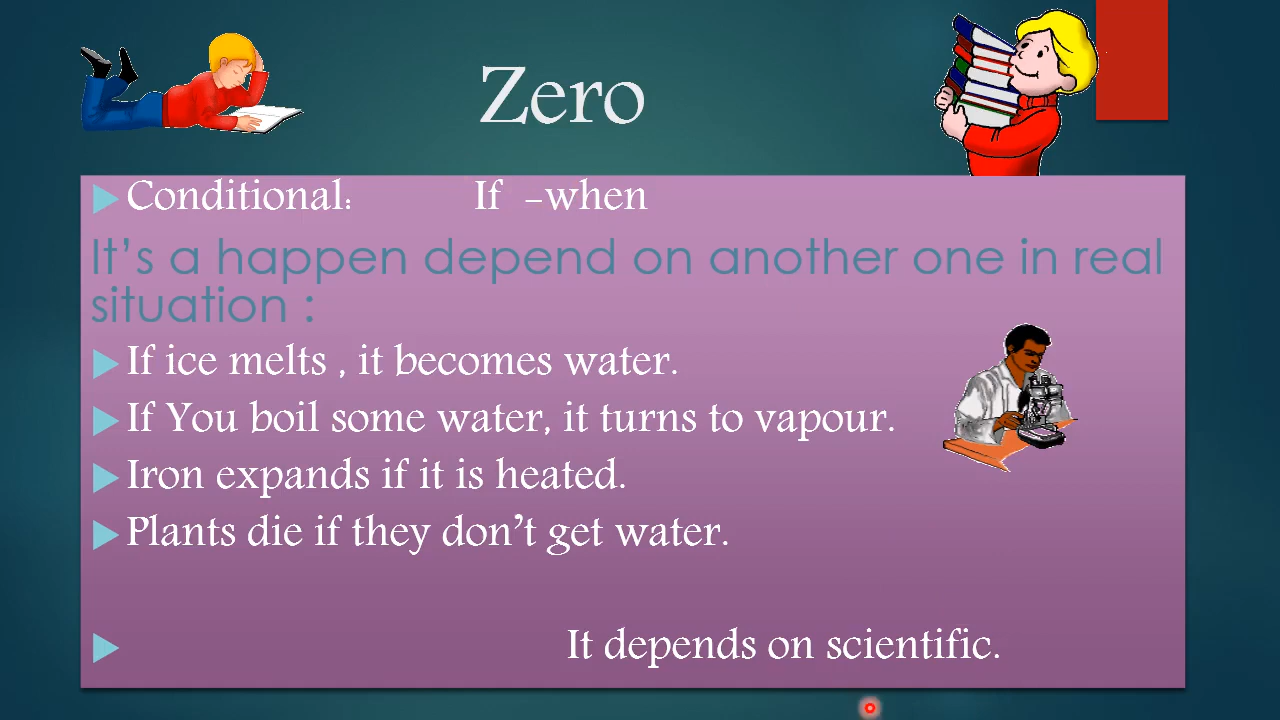 Zero
Conditional: If -when
It's a happen depend on another one in real
situation :
If ice melts , it becomes water.
If You boil some water, it turns to vapour.
Iron expands if it is heated.
Plants die if they don't get water.
It depends on scientific.